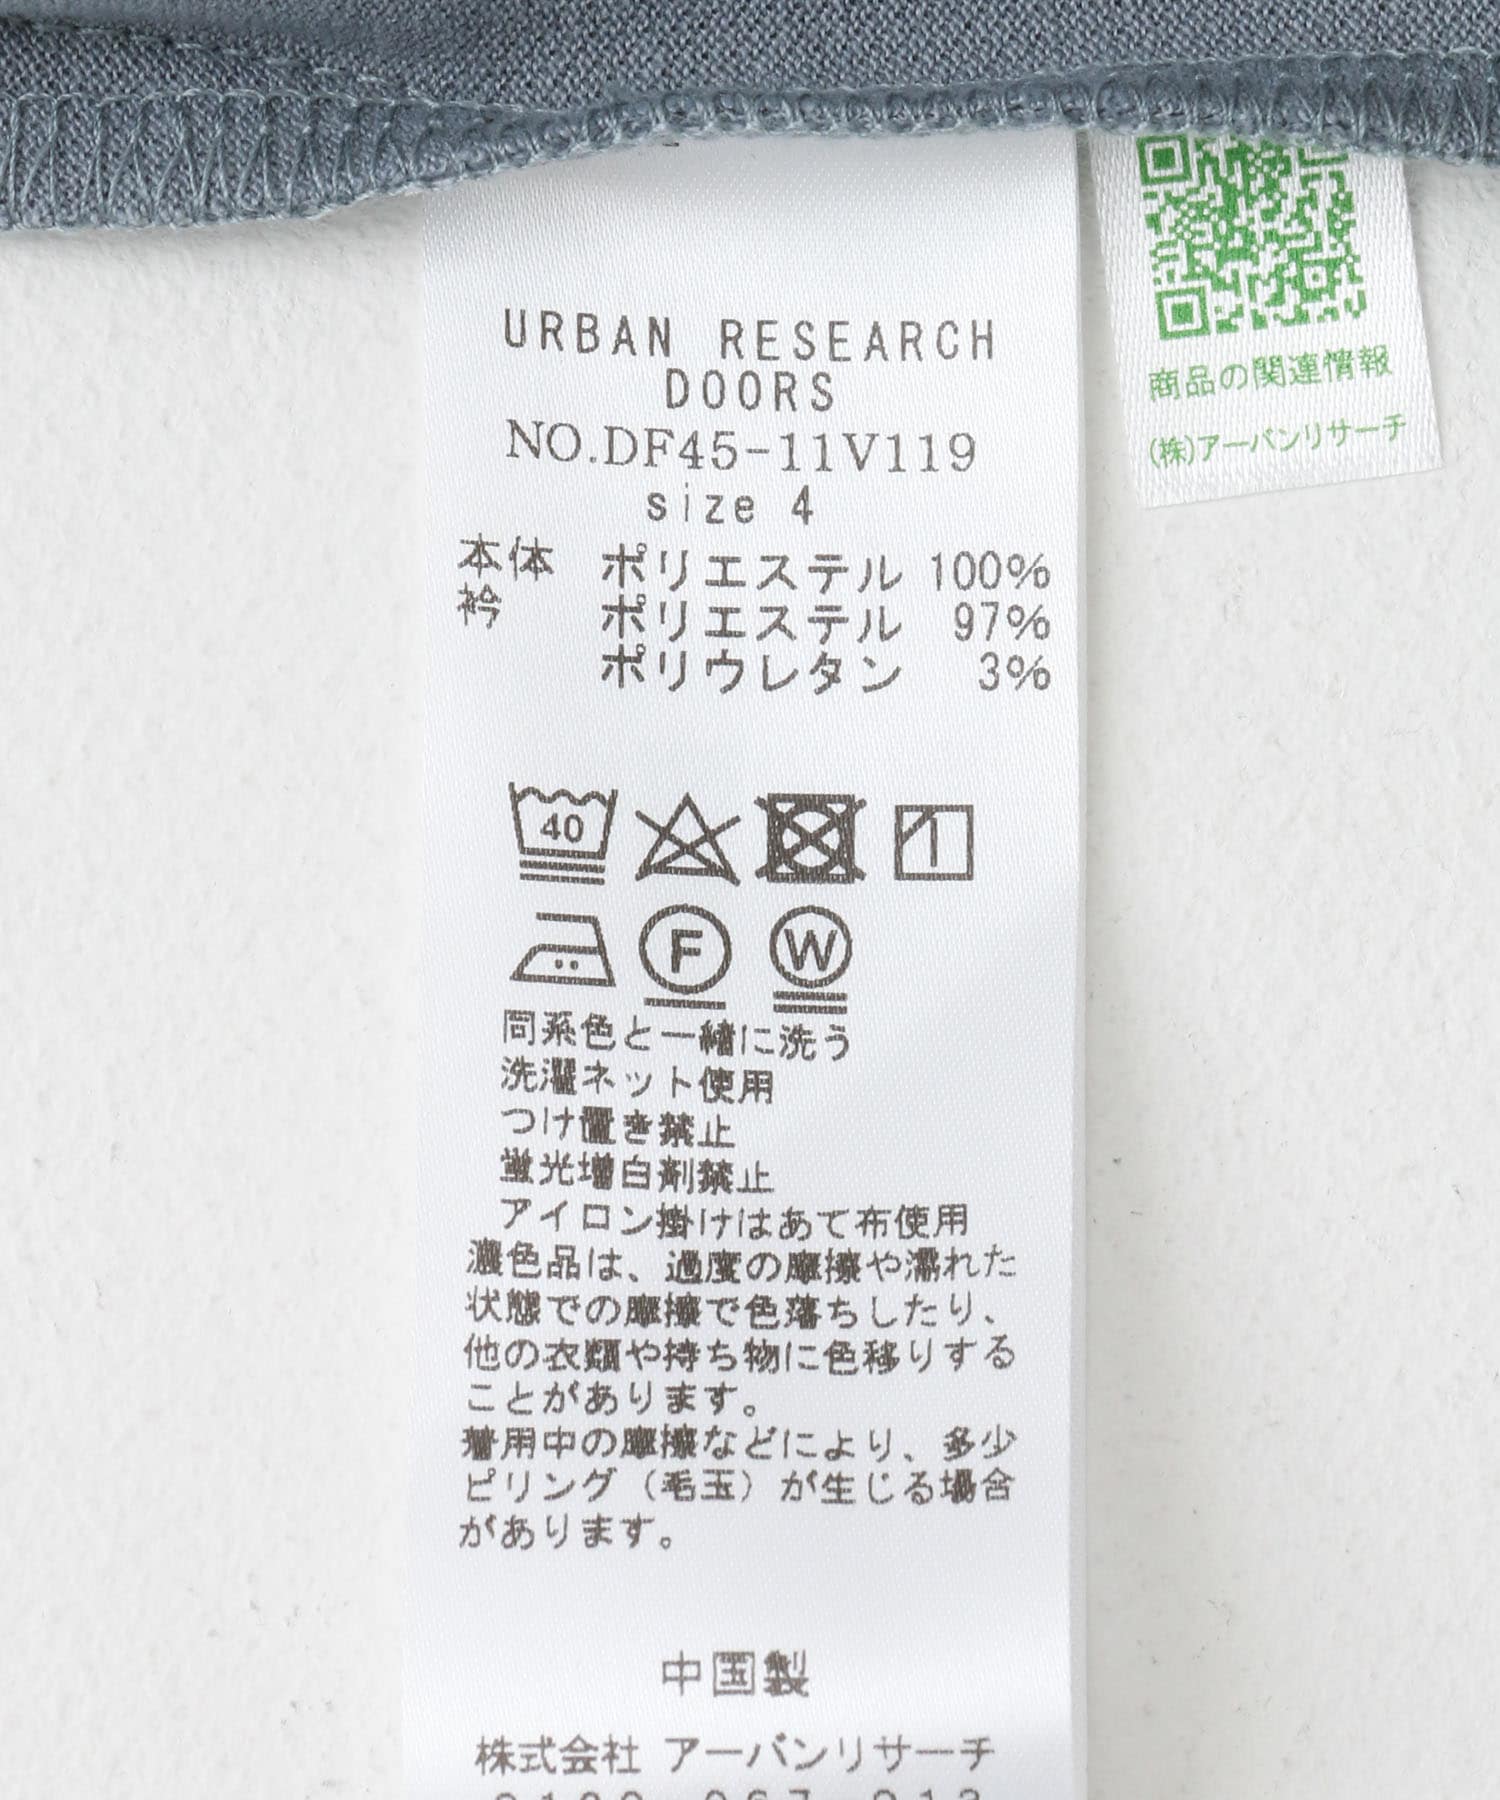 URBAN RESEARCH
DOORS
NO.DF45-11V119
size 4
本体 ポリエステル 100%
衿 ポリエステル 97%
ポリウレタン 3%
40
F W
同系色と一緒に洗う
洗濯ネット使用
つけ置き禁止
蛍光増白剤禁止
アイロン掛けはあて布使用
濃色品は、過度の摩擦や濡れた
状態での摩擦で色落ちしたり、
他の衣類や持ち物に色移りする
ことがあります。
着用中の摩擦などにより、多少
ピリング（毛玉）が生じる場合
があります。
中国製
株式会社 アーバンリサーチ
商品の関連情報
(株)アーバンリサーチ